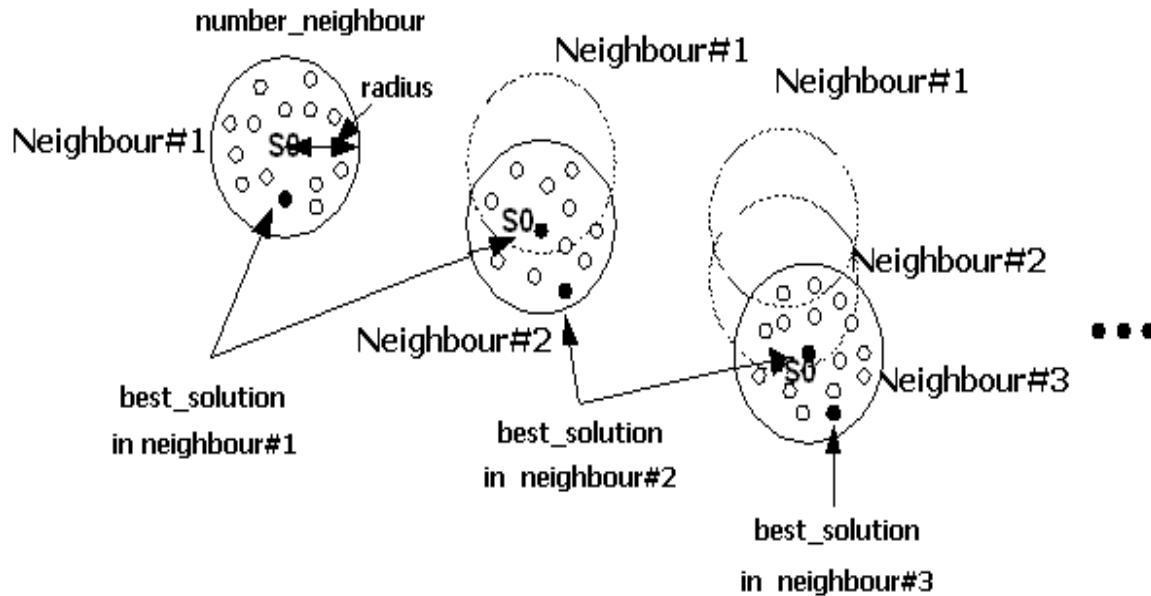 number_neighbour
Neighbour#1
Neighbour#1
radius
Neighbour#1
S0
S0
Neighbour#2
Neighbour#2
S0
Neighbour#3
best_solution
in neighbour#1
best_solution
in neighbour#2
best_solution
in neighbour#3